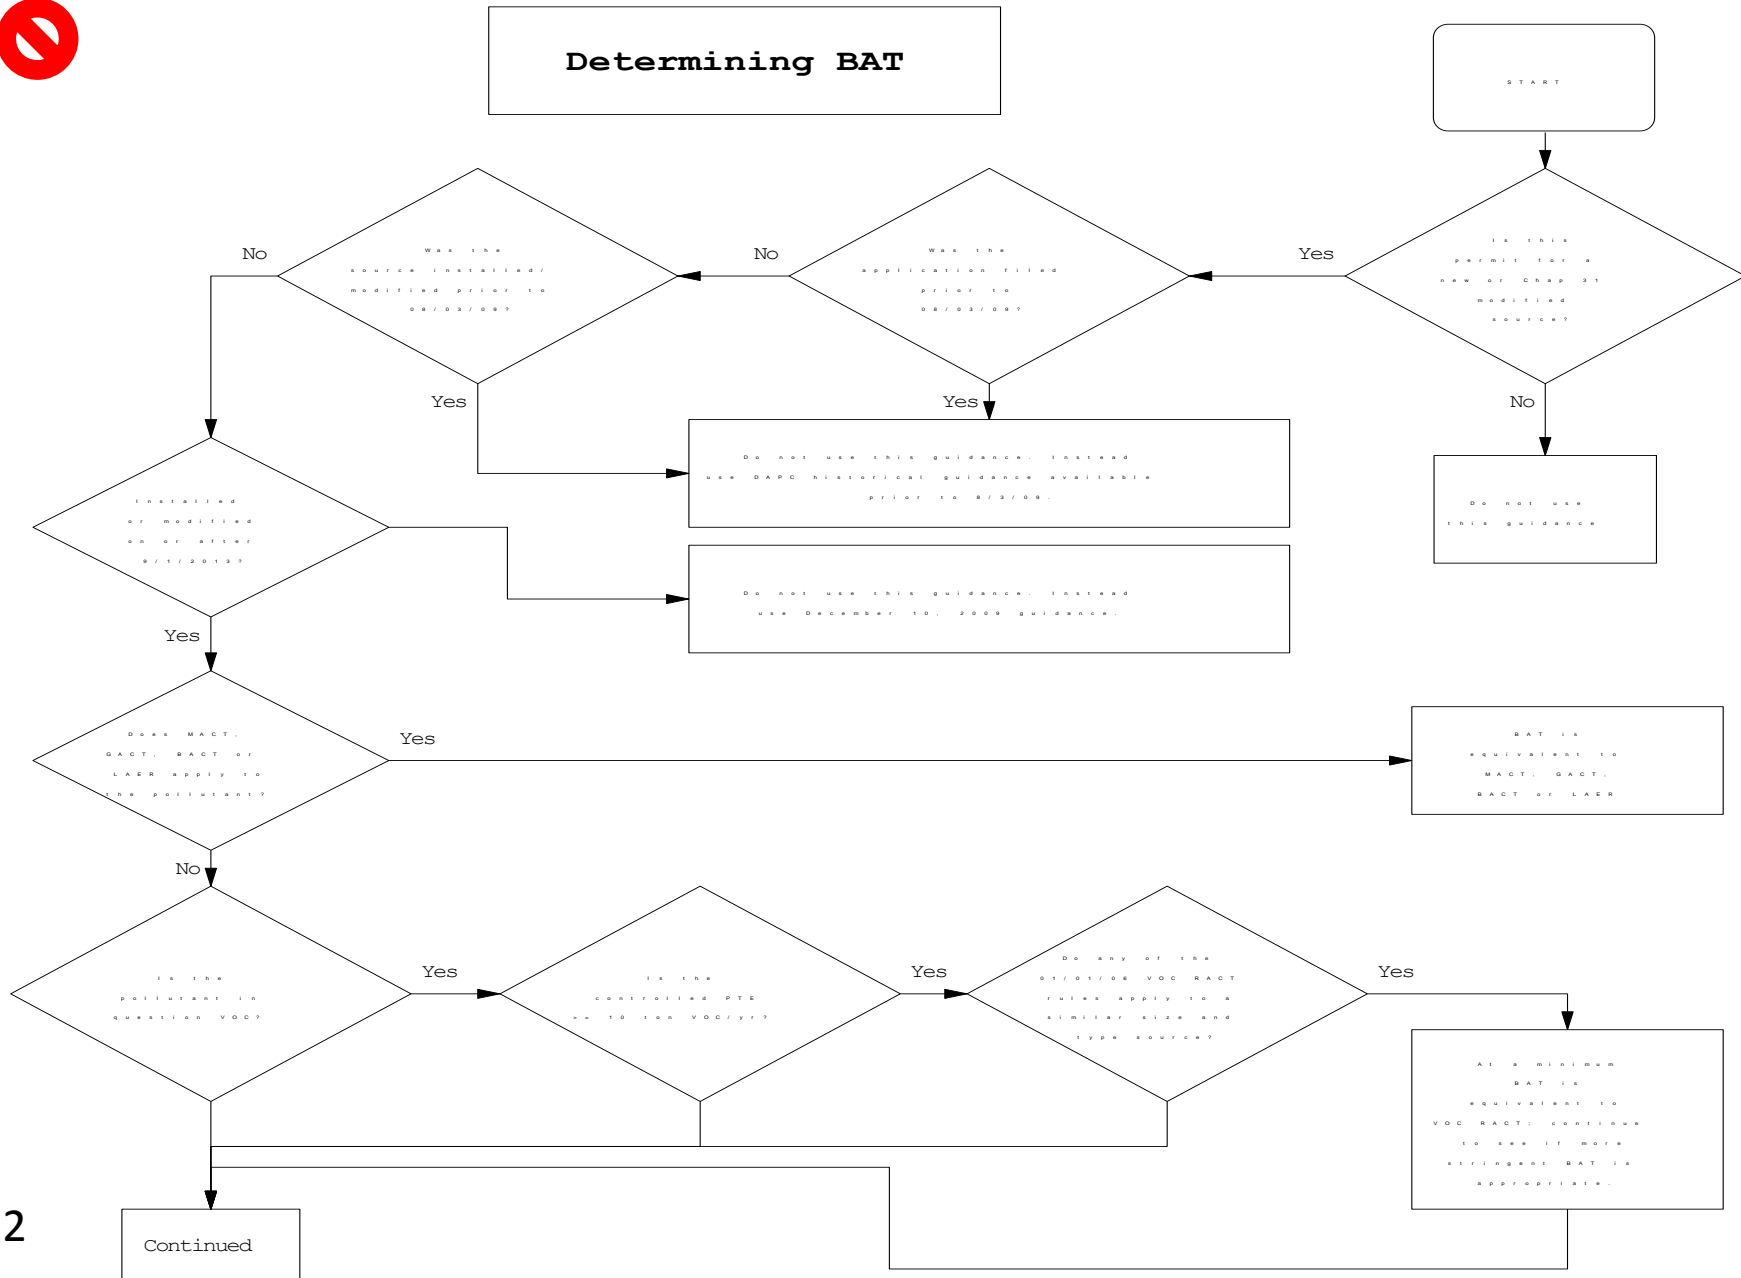 Determining BAT
START
Is this
permit for a
new or Chap 31
modified
source?
Yes
No
Do not use
this guidance
Was the
application filed
prior to
08/03/09?
No
Yes
Was the
source installed/
modified prior to
08/03/09?
No
Yes
Do not use this guidance. Instead
use DAPC historical guidance available
prior to 8/3/09.
Installed
or modified
on or after
9/1/2013?
Do not use this guidance. Instead
use December 10, 2009 guidance.
Yes
Does MACT,
GACT, BACT or
LAER apply to
the pollutant?
Yes
BAT is
equivalent to
MACT, GACT,
BACT or LAER
No
Is the
pollutant in
question VOC?
Yes
Is the
controlled PTE
>= 10 ton VOC/yr?
Yes
Do any of the
01/01/06 VOC RACT
rules apply to a
similar size and
type source?
Yes
At a minimum
BAT is
equivalent to
VOC RACT; continue
to see if more
stringent BAT is
appropriate.
Continued
2